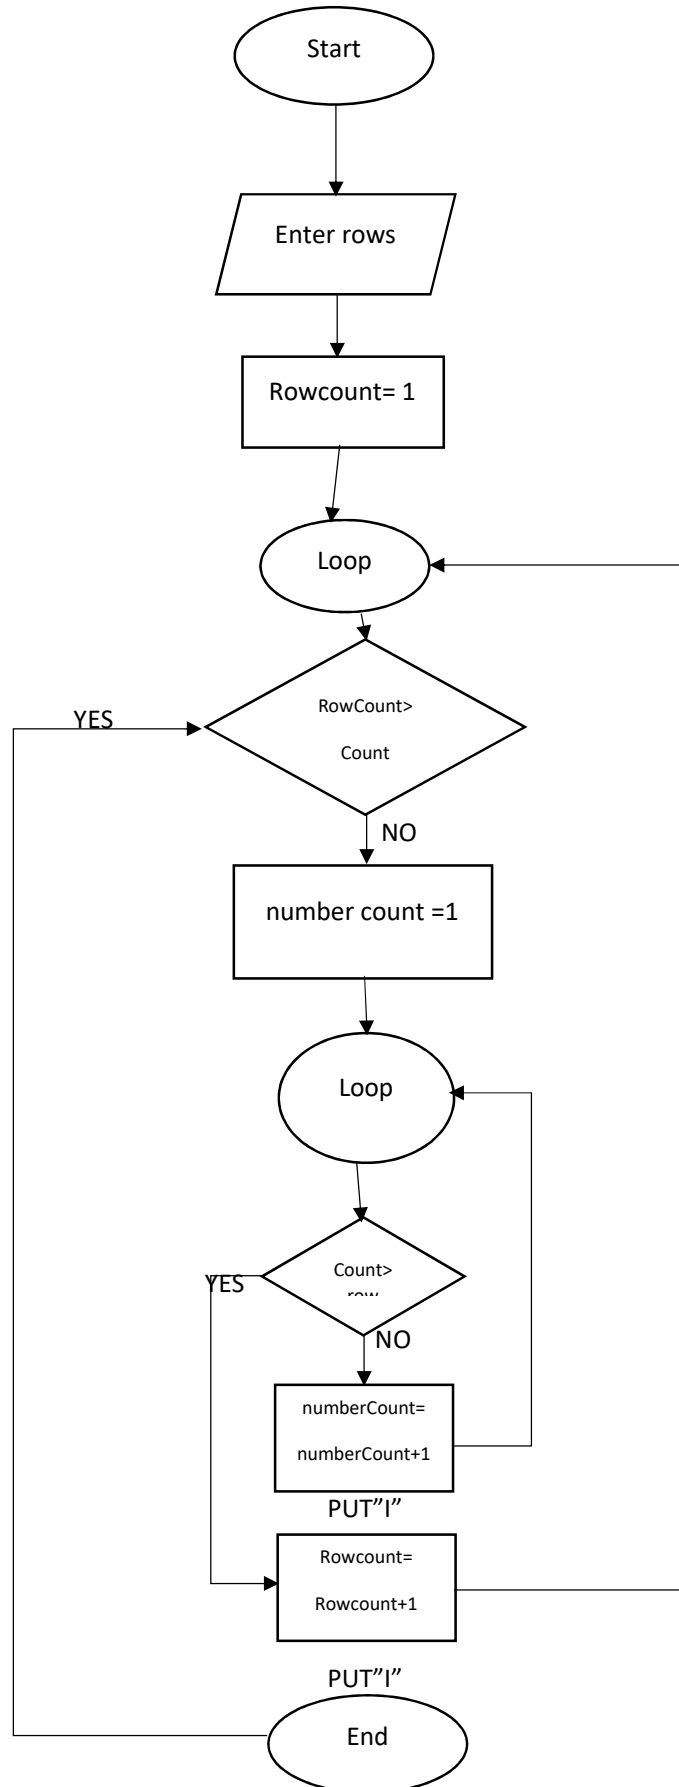 Start
Enter rows
Rowcount= 1
Loop
RowCount>
Count
YES
NO
number count =1
Loop
Count>
row
YES
NO
numberCount=
numberCount+1
PUT”I”
Rowcount=
Rowcount+1
PUT”I”
End